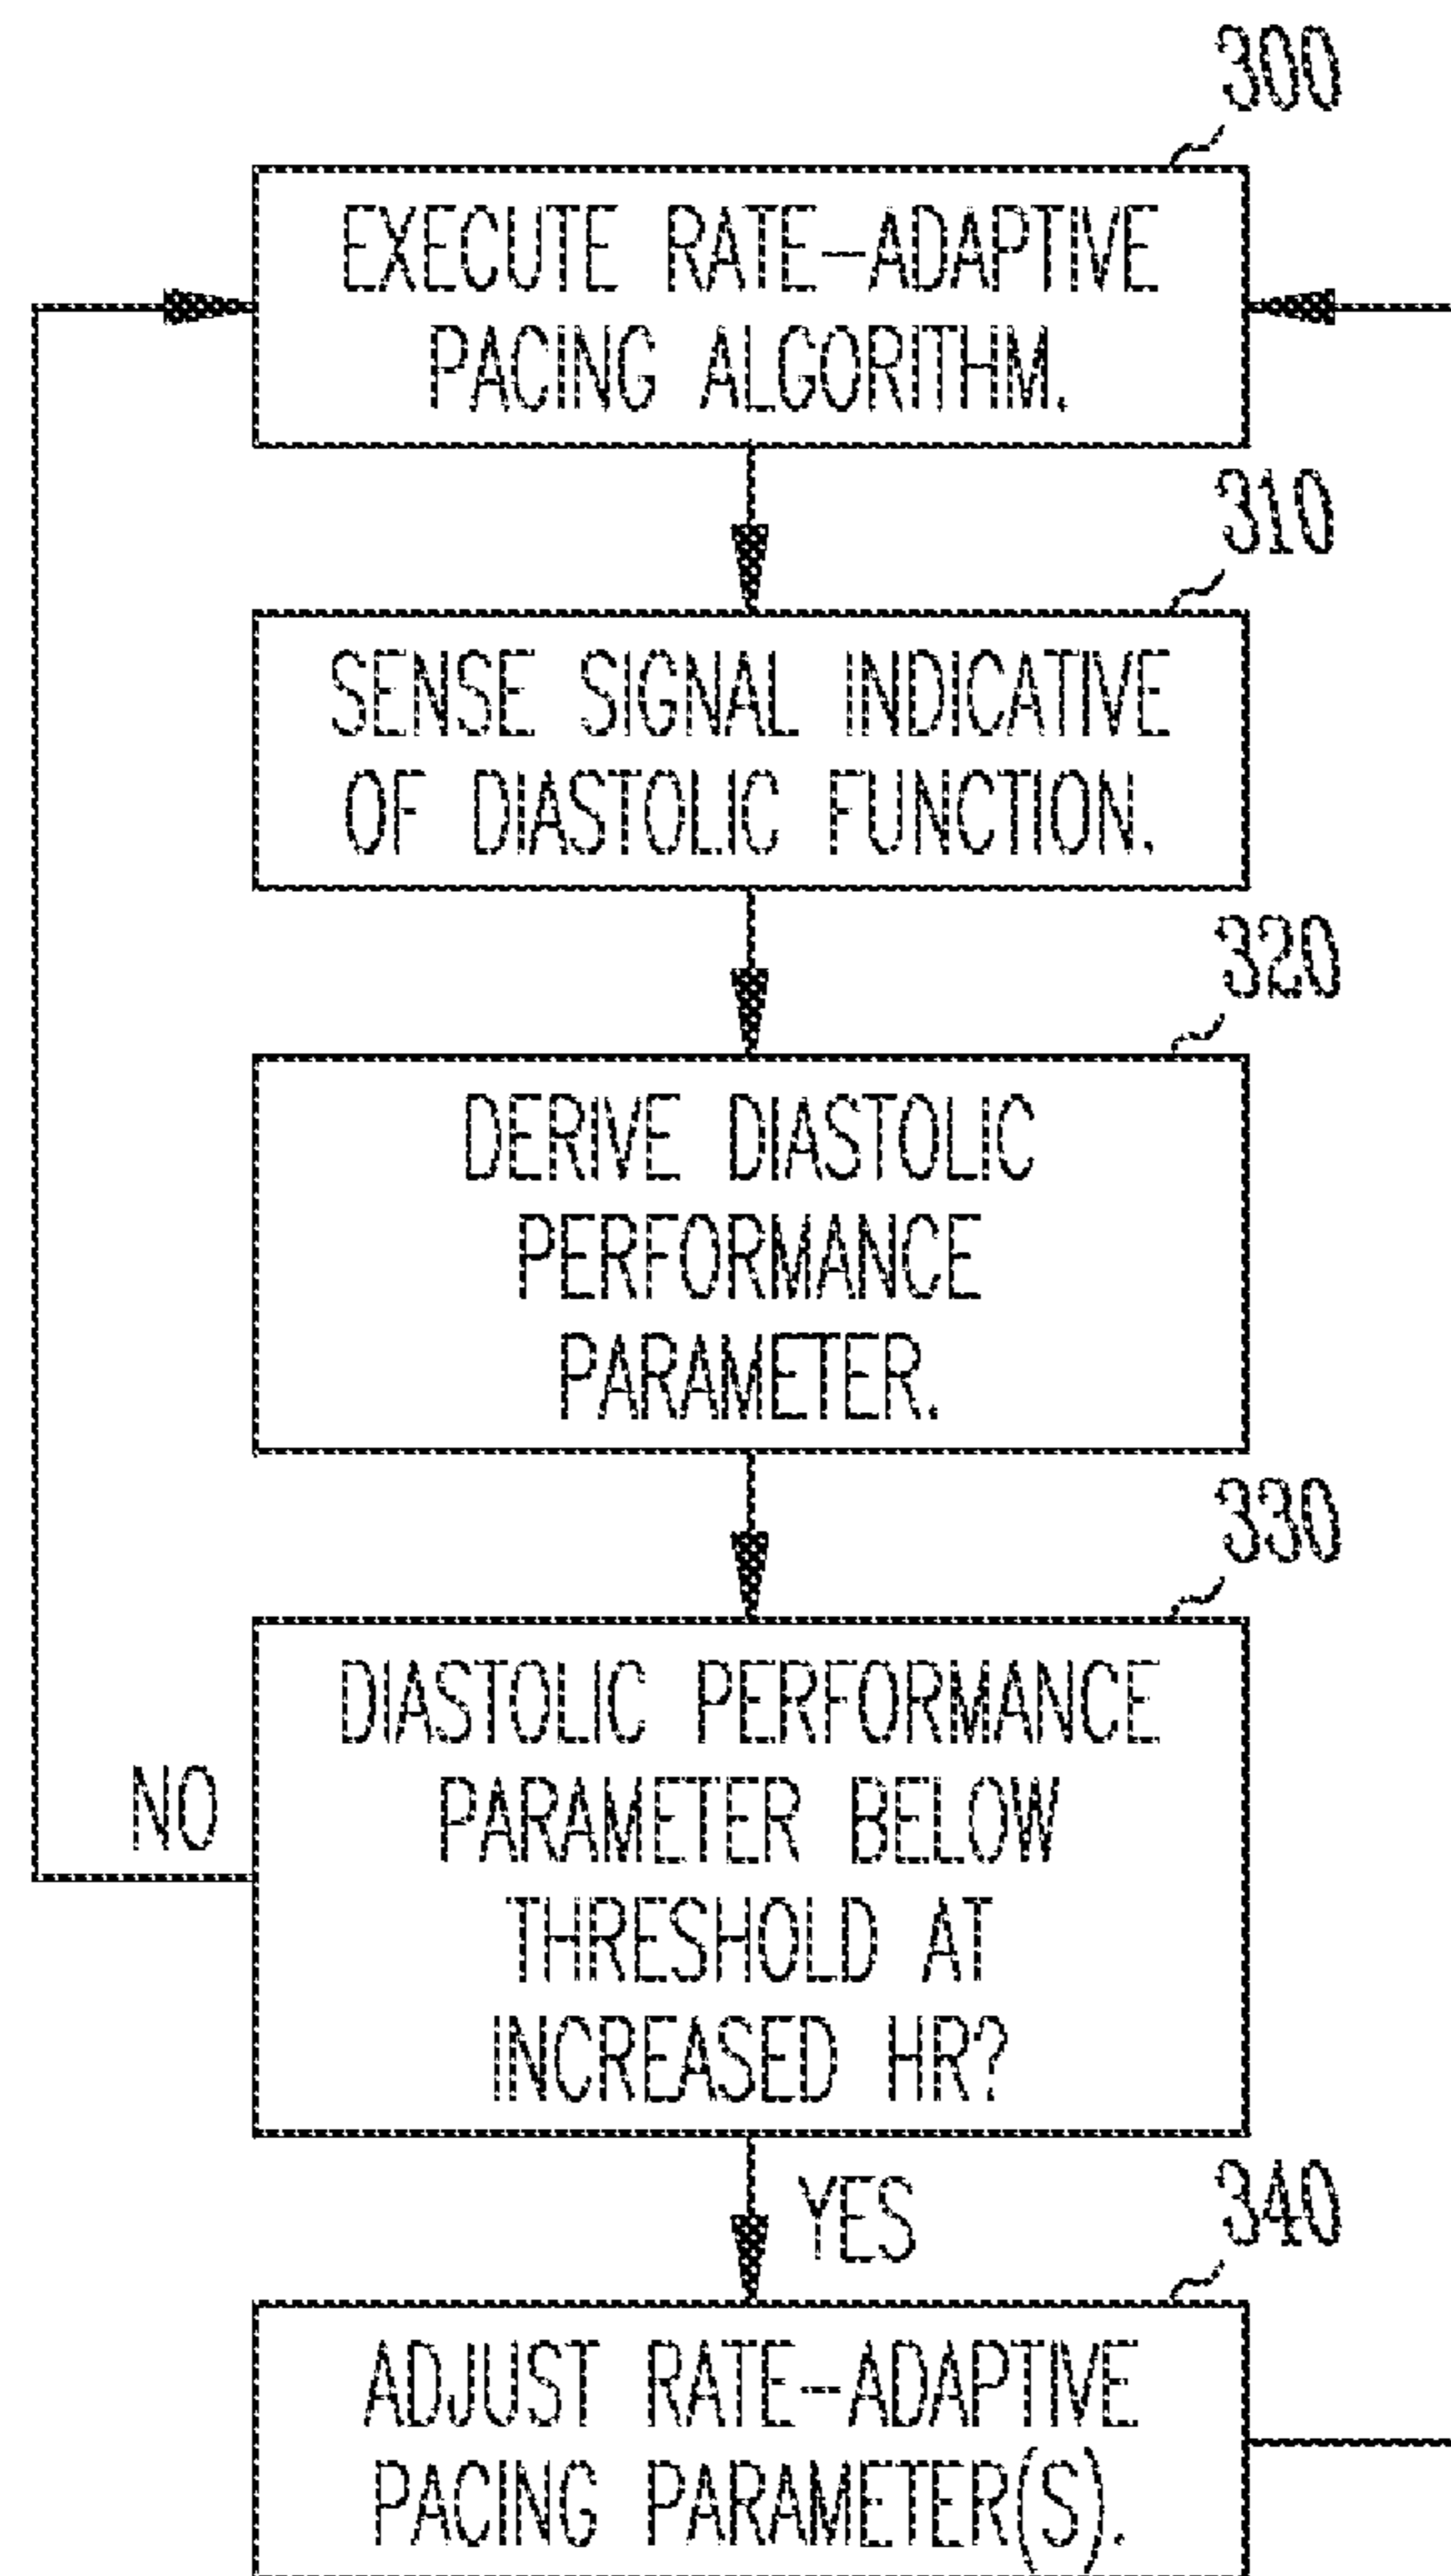 300
EXECUTE RATE-ADAPTIVE
PACING ALGORITHM.
310
SENSE SIGNAL INDICATIVE
OF DIASTOLIC FUNCTION.
320
DERIVE DIASTOLIC
PERFORMANCE
PARAMETER.
330
DIASTOLIC PERFORMANCE
PARAMETER BELOW
THRESHOLD AT
INCREASED HR?
NO
YES
340
ADJUST RATE-ADAPTIVE
PACING PARAMETER(S).